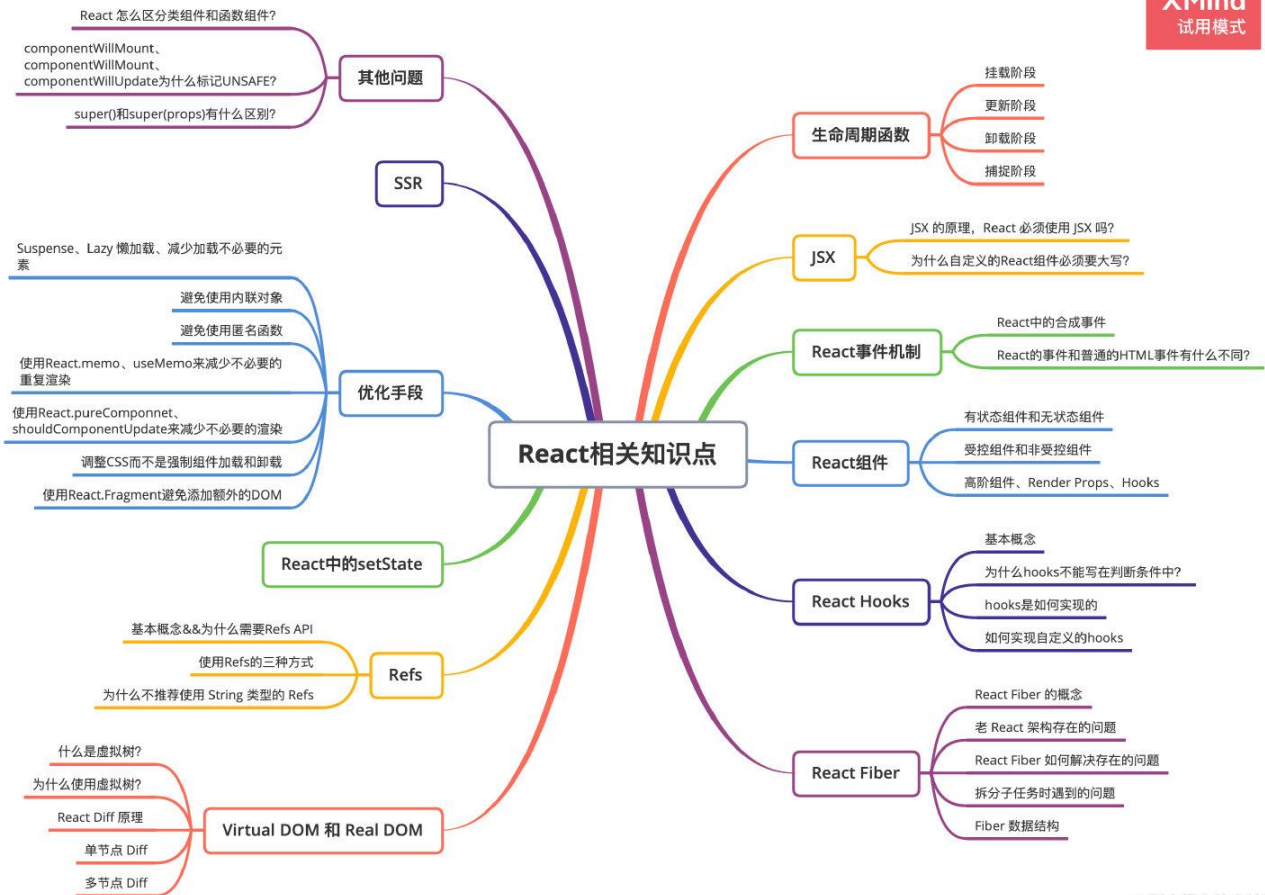 React相关知识点
XMind
试用模式
生命周期函数
挂载阶段
更新阶段
卸载阶段
捕捉阶段
JSX
JSX 的原理，React 必须使用 JSX 吗？
为什么自定义的React组件必须要大写？
React事件机制
React中的合成事件
React的事件和普通的HTML事件有什么不同？
React组件
有状态组件和无状态组件
受控组件和非受控组件
高阶组件、Render Props、Hooks
React Hooks
基本概念
为什么hooks不能写在判断条件中？
hooks是如何实现的
如何实现自定义的hooks
React Fiber
React Fiber 的概念
老 React 架构存在的问题
React Fiber 如何解决存在的问题
拆分子任务时遇到的问题
Fiber 数据结构
其他问题
React 怎么区分类组件和函数组件？
componentWillMount、
componentWillMount、
componentWillUpdate为什么标记UNSAFE？
super()和super(props)有什么区别？
SSR
优化手段
Suspense、Lazy 懒加载、减少加载不必要的元
素
避免使用内联对象
避免使用匿名函数
使用React.memo、useMemo来减少不必要的
重复渲染
使用React.pureComponnet、
shouldComponentUpdate来减少不必要的渲染
调整CSS而不是强制组件加载和卸载
使用React.Fragment避免添加额外的DOM
React中的setState
Refs
基本概念&&为什么需要Refs API
使用Refs的三种方式
为什么不推荐使用 String 类型的 Refs
Virtual DOM 和 Real DOM
什么是虚拟树？
为什么使用虚拟树？
React Diff 原理
单节点 Diff
多节点 Diff